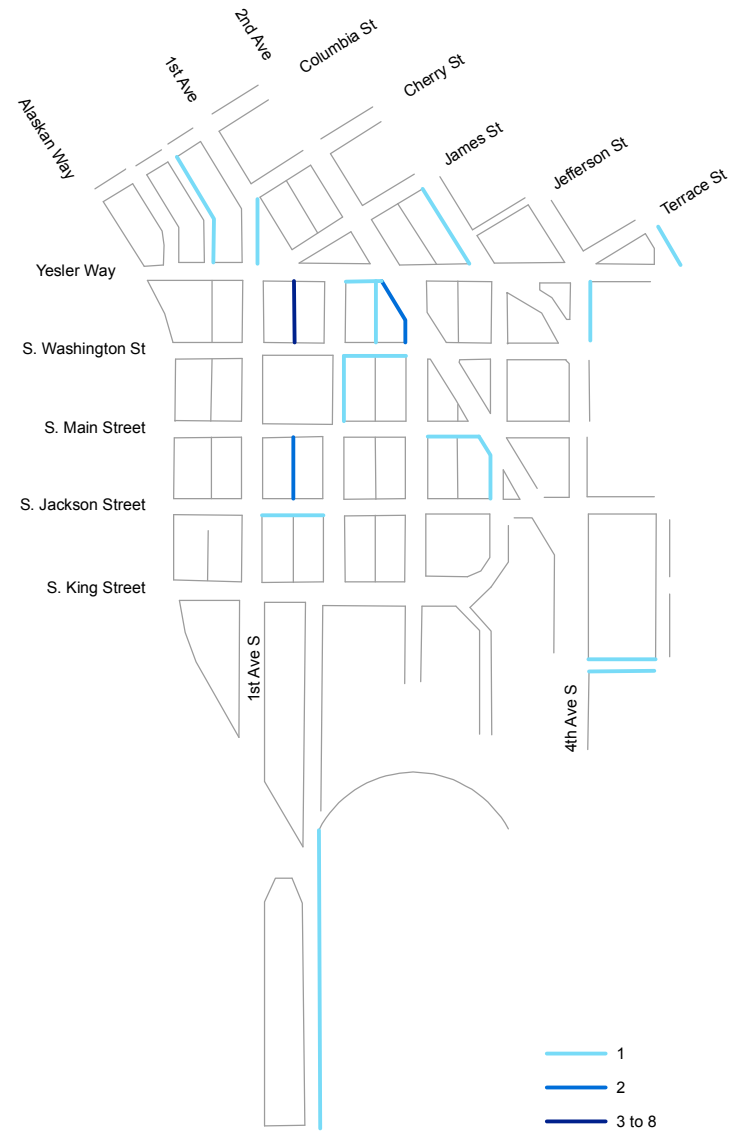 2nd Ave
Columbia St
1st Ave
Cherry St
Alaskan Way
James St
Jefferson St
Terrace St
Yesler Way
S. Washington St
S. Main Street
S. Jackson Street
S. King Street
1st Ave S
4th Ave S
1
2
3 to 8